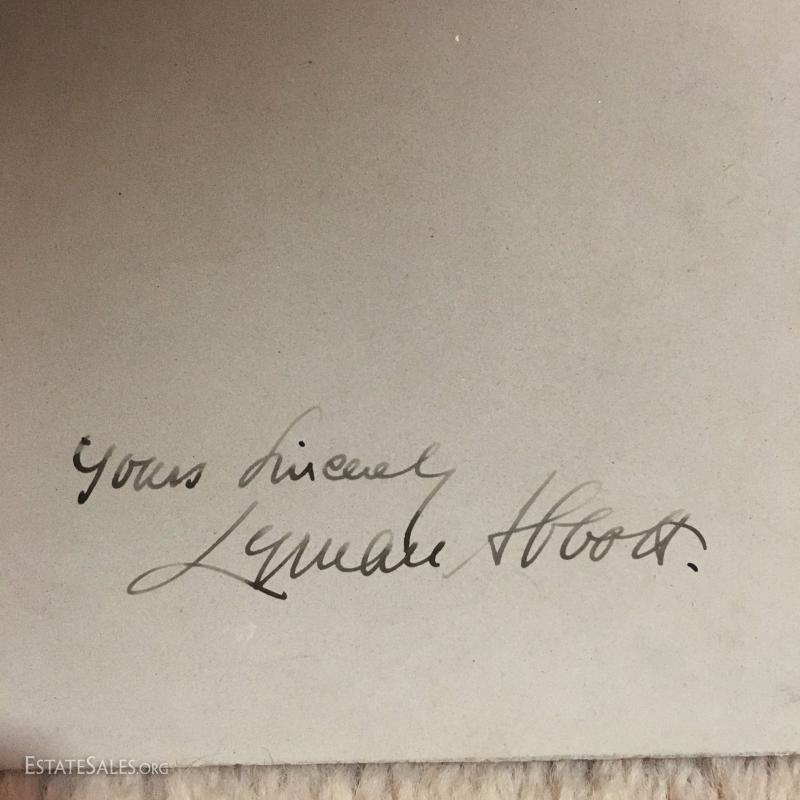 Yours Sincerely
Lyman Abbott.
ESTATESALES.ORG